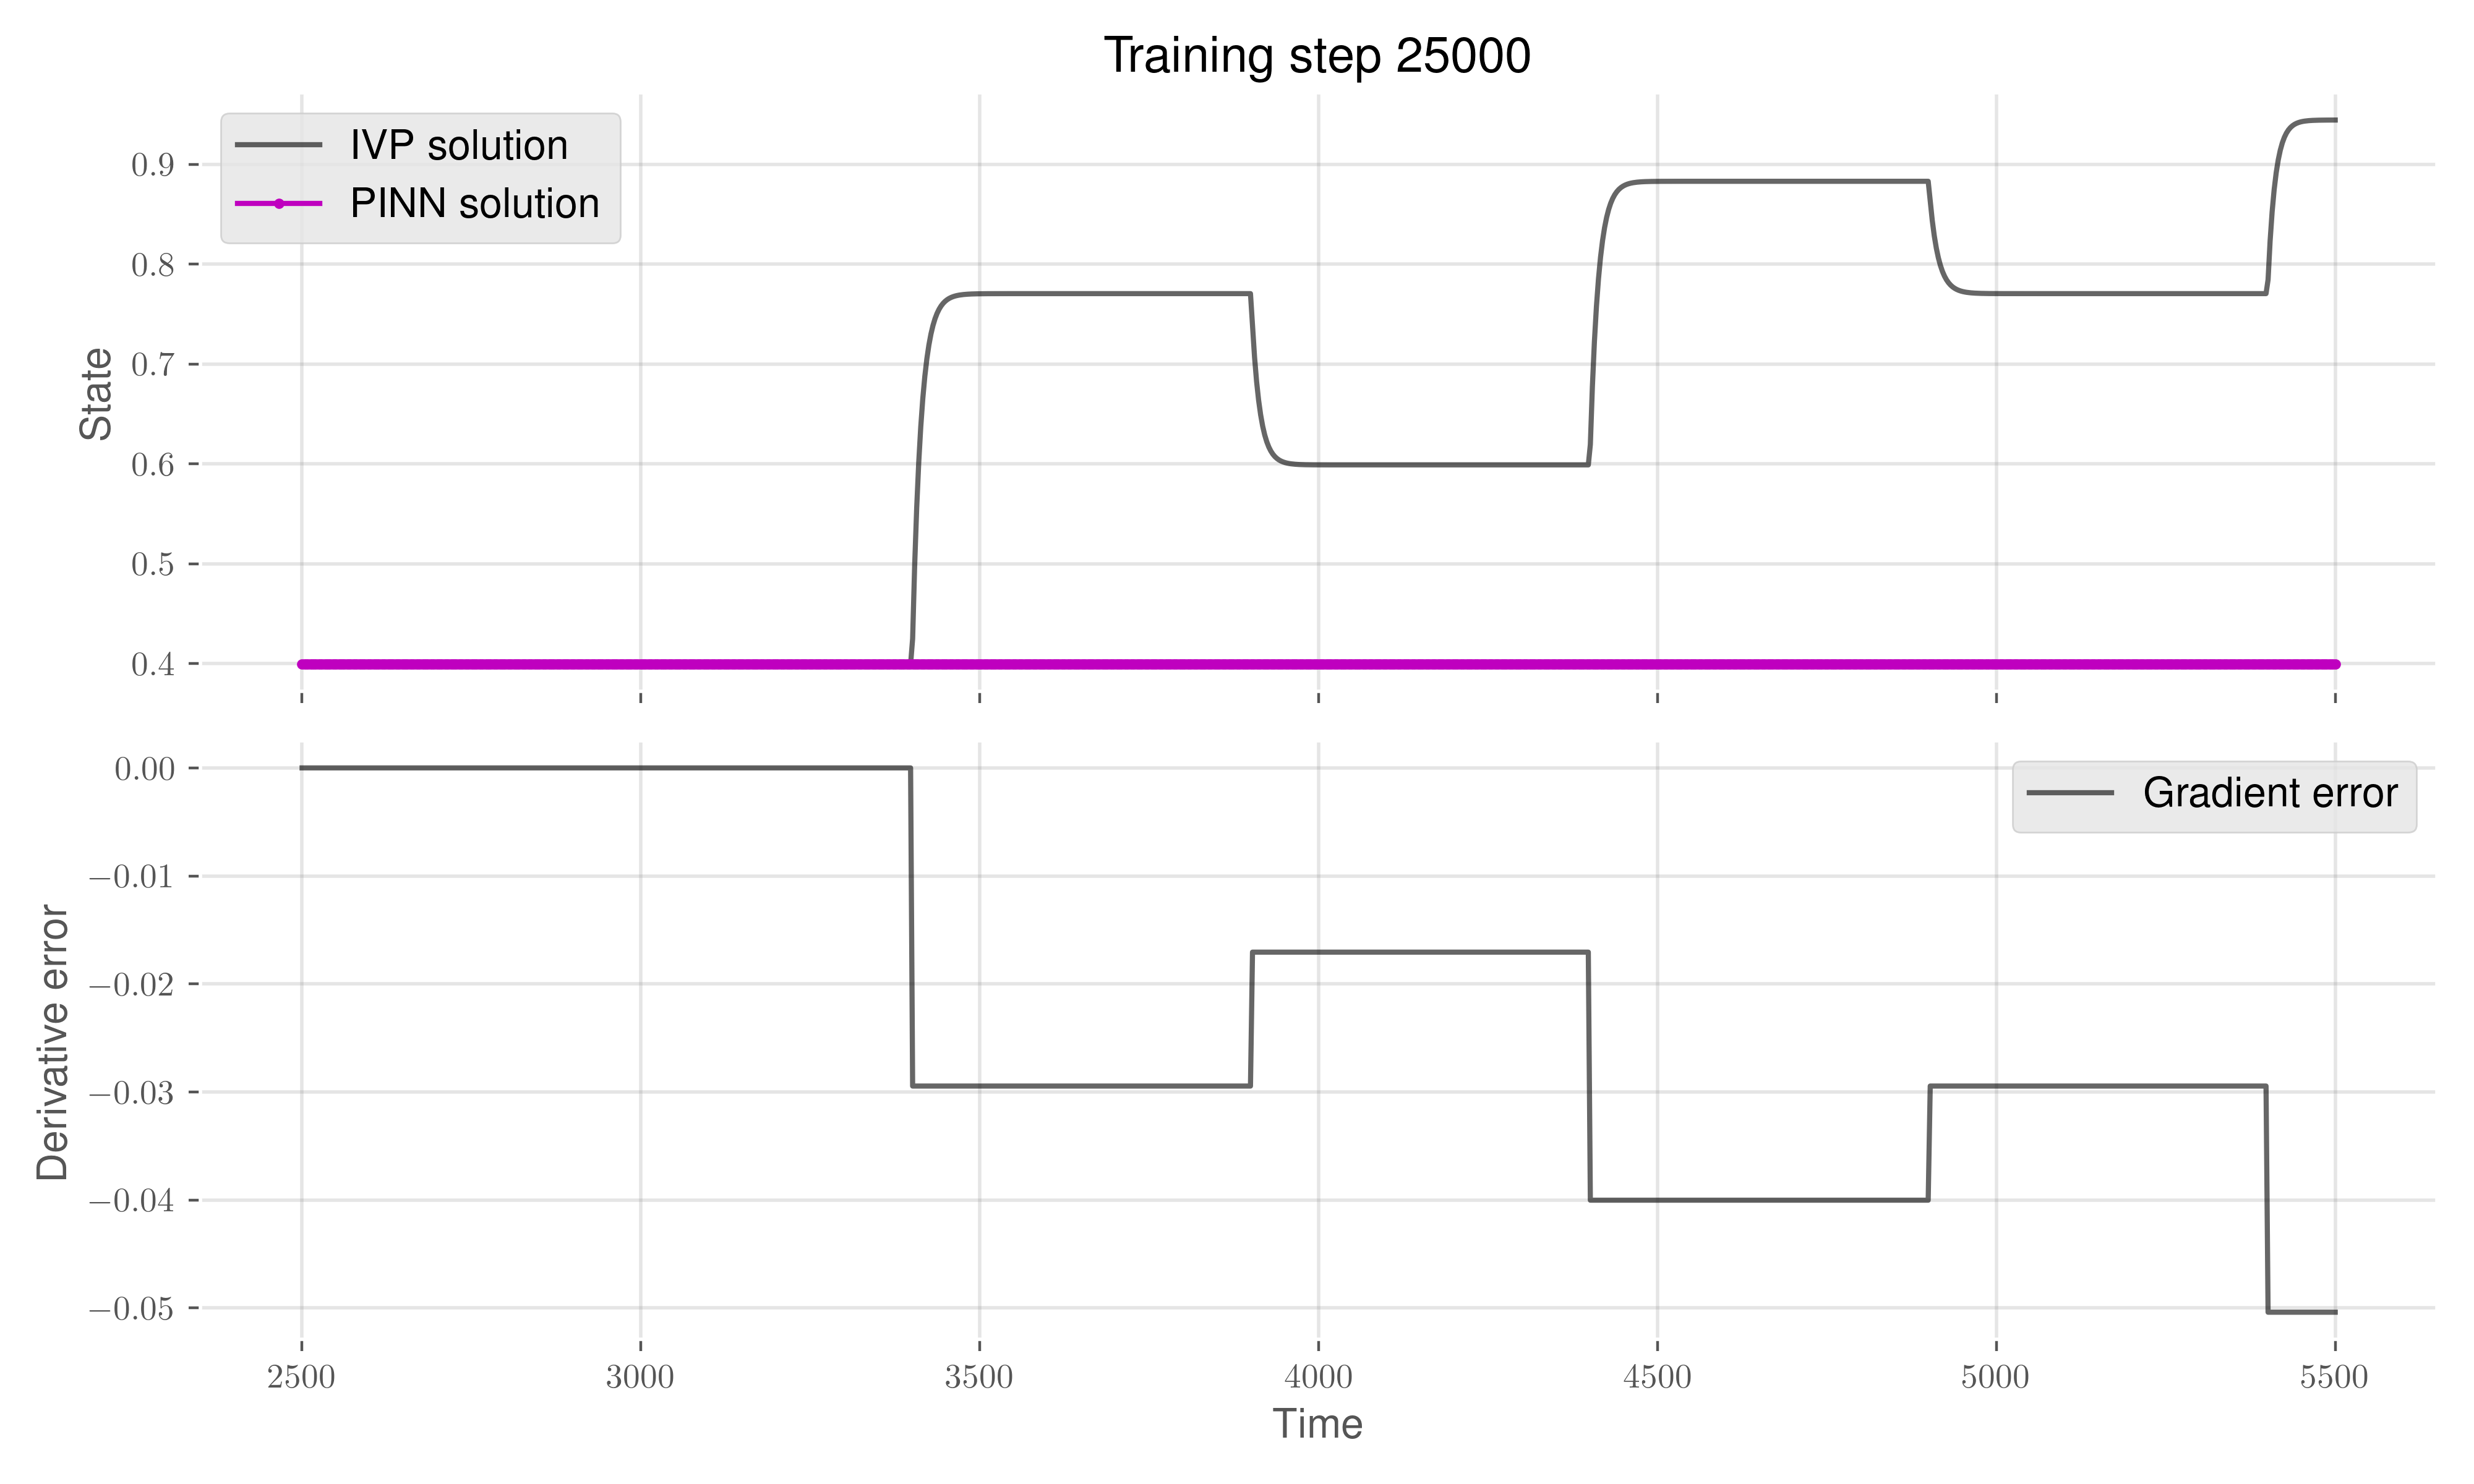 Training step 25000
IVP solution
PINN solution
State
0.9
0.8
0.7
0.6
0.5
0.4
Gradient error
Derivative error
0.00
−0.01
−0.02
−0.03
−0.04
−0.05
2500 3000 3500 4000 4500 5000 5500
Time